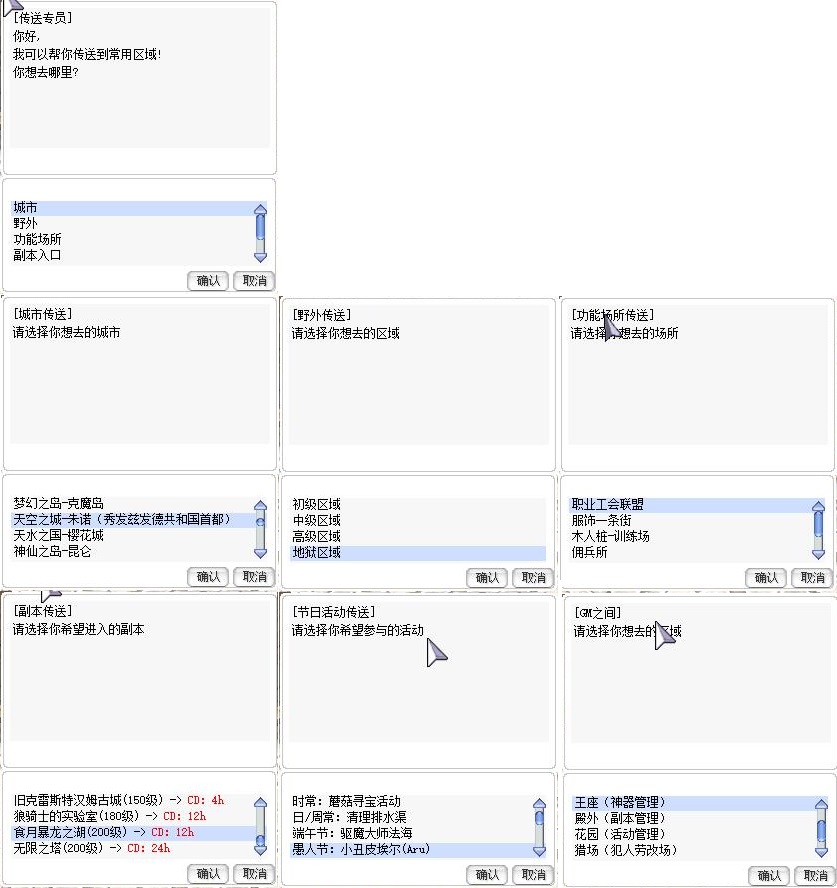 [传送专员]
你好,
我可以帮你传送到常用区域!
你想去哪里?
城市
野外
功能场所
副本入口
确认 取消
[城市传送]
请选择你想去的城市
梦幻之岛-克魔岛
天空之城-朱诺（秀发兹发德共和国首都）
天水之国-樱花城
神仙之岛-昆仑
确认 取消
[野外传送]
请选择你想去的区域
初级区域
中级区域
高级区域
地狱区域
确认 取消
[功能场所传送]
请选择你想去的场所
职业工会联盟
服饰一条街
木人桩-训练场
佣兵所
确认 取消
[副本传送]
请选择你希望进入的副本
旧克雷斯特汉姆古城(150级) -> CD: 4h
狼骑士的实验室(180级) -> CD: 12h
食月暴龙之湖(200级) -> CD: 12h
无限之塔(200级) -> CD: 24h
确认 取消
[节日活动传送]
请选择你希望参与的活动
时常: 蘑菇寻宝活动
日/周常: 清理排水渠
端午节: 驱魔大师法海
愚人节: 小丑皮埃尔(Aru)
确认 取消
[GM之间]
请选择你想去的区域
王座（神器管理）
殿外（副本管理）
花园（活动管理）
猎场（犯人劳改场）
确认 取消